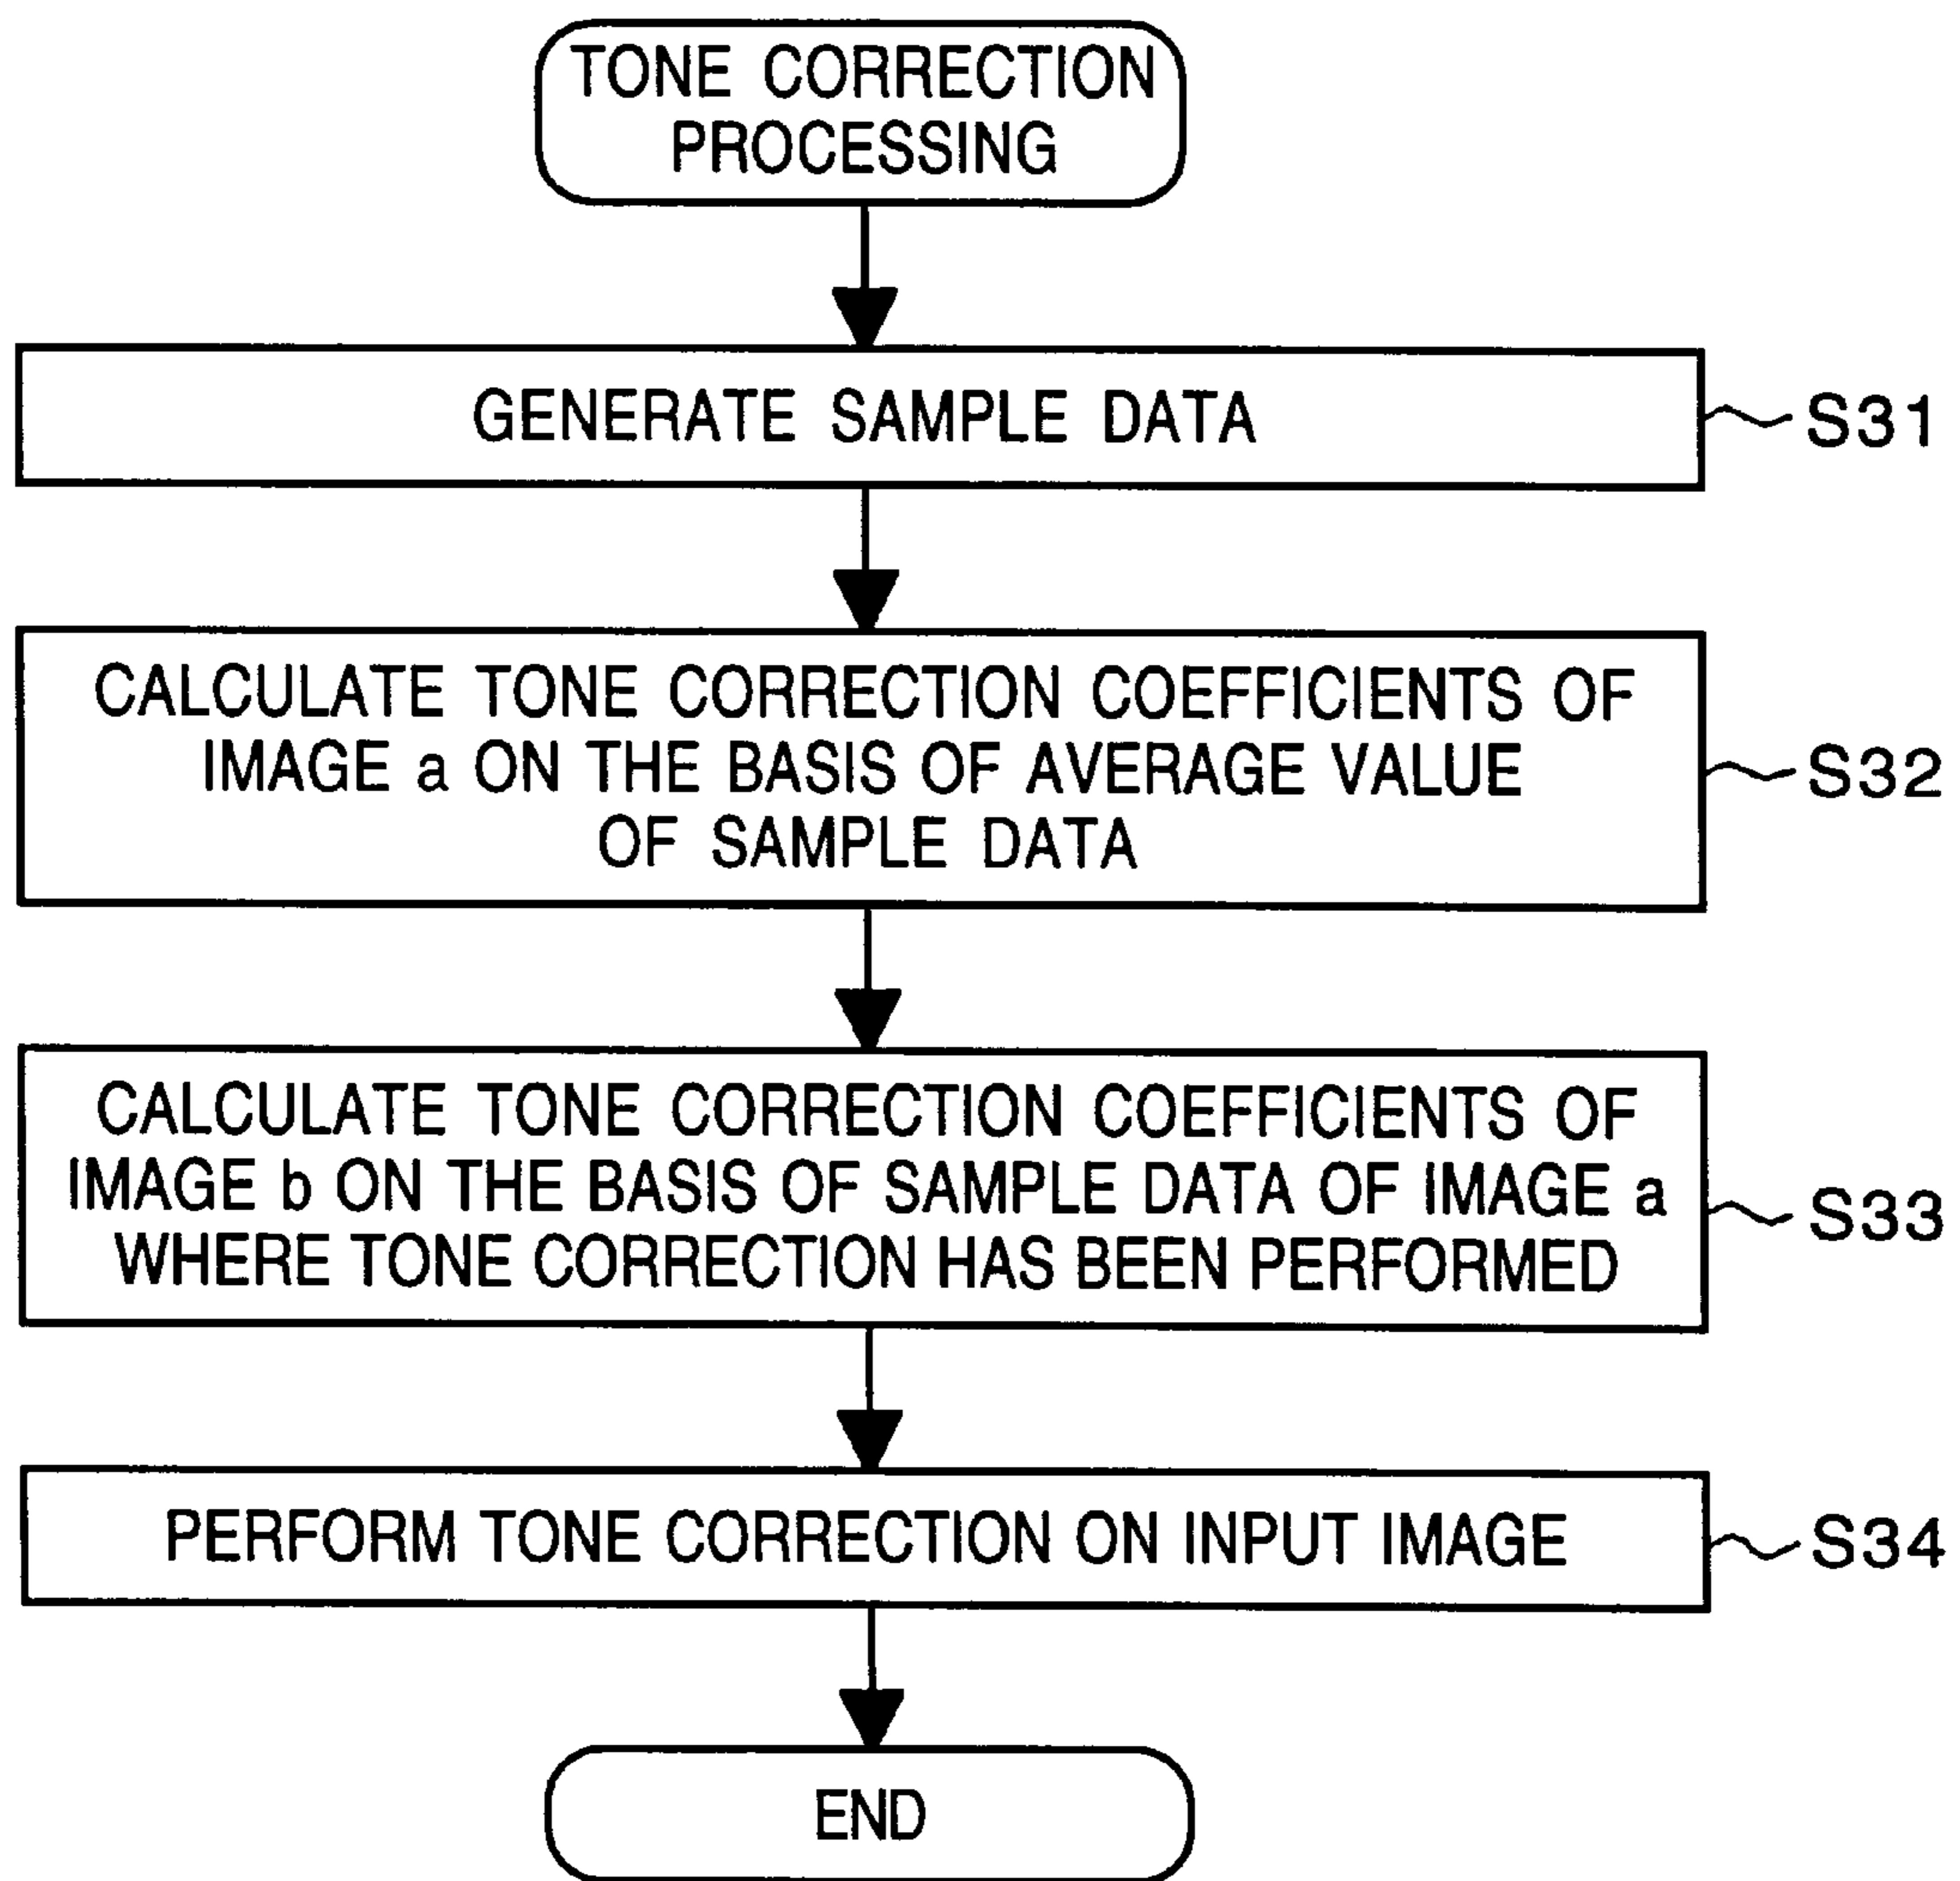 TONE CORRECTION
PROCESSING
GENERATE SAMPLE DATA
S31
CALCULATE TONE CORRECTION COEFFICIENTS OF
IMAGE a ON THE BASIS OF AVERAGE VALUE
OF SAMPLE DATA
S32
CALCULATE TONE CORRECTION COEFFICIENTS OF
IMAGE b ON THE BASIS OF SAMPLE DATA OF IMAGE a
WHERE TONE CORRECTION HAS BEEN PERFORMED
S33
PERFORM TONE CORRECTION ON INPUT IMAGE
S34
END